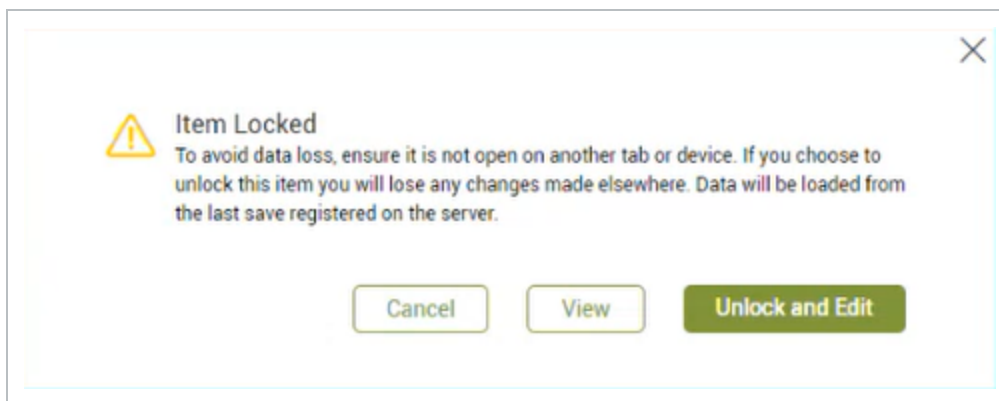 Item Locked
To avoid data loss, ensure it is not open on another tab or device. If you choose to
unlock this item you will lose any changes made elsewhere. Data will be loaded from
the last save registered on the server.
Cancel View Unlock and Edit